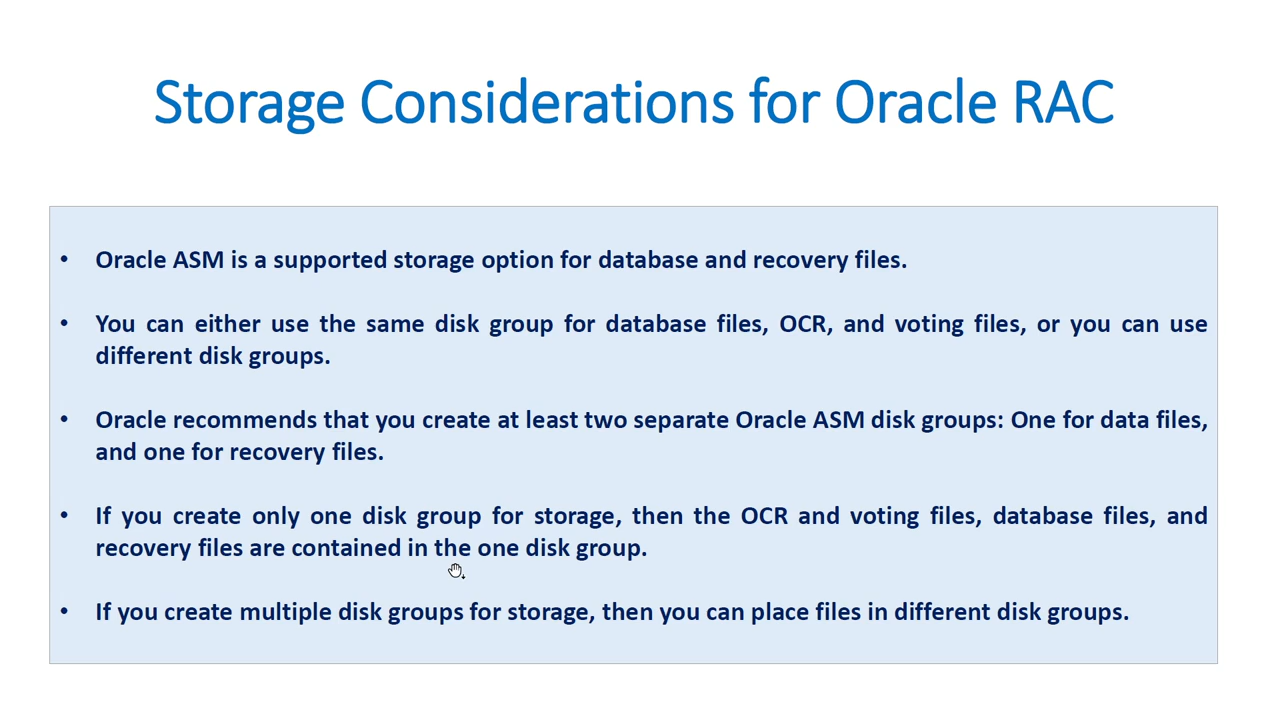 Storage Considerations for Oracle RAC
• Oracle ASM is a supported storage option for database and recovery files.
• You can either use the same disk group for database files, OCR, and voting files, or you can use
different disk groups.
• Oracle recommends that you create at least two separate Oracle ASM disk groups: One for data files,
and one for recovery files.
• If you create only one disk group for storage, then the OCR and voting files, database files, and
recovery files are contained in the one disk group.
• If you create multiple disk groups for storage, then you can place files in different disk groups.